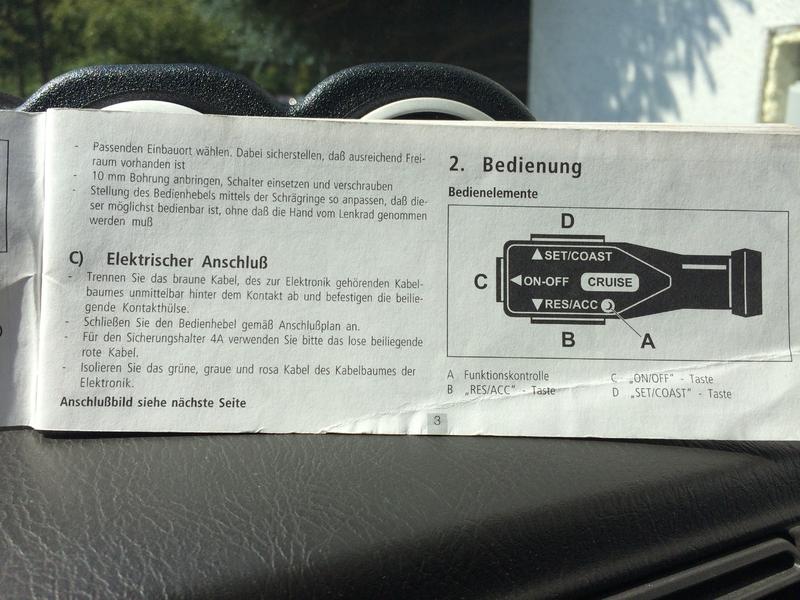 - Passenden Einbauort wählen. Dabei sicherstellen, daß ausreichend Frei-
raum vorhanden ist
- 10 mm Bohrung anbringen, Schalter einsetzen und verschrauben
- Stellung des Bedienhebels mittels der Schrägringe so anpassen, daß die-
ser möglichst bedienbar ist, ohne daß die Hand vom Lenkrad genommen
werden muß
C) Elektrischer Anschluß
- Trennen Sie das braune Kabel, des zur Elektronik gehörenden Kabel-
baumes unmittelbar hinter dem Kontakt ab und befestigen die beilie-
gende Kontakthülse.
- Schließen Sie den Bedienhebel gemäß Anschlußplan an.
- Für den Sicherungshalter 4A verwenden Sie bitte das lose beiliegende
rote Kabel.
- Isolieren Sie das grüne, graue und rosa Kabel des Kabelbaumes der
Elektronik.
Anschlußbild siehe nächste Seite
2. Bedienung
Bedienelemente
D
▲SET/COAST
C
◀ON-OFF CRUISE
▼RES/ACC
B
A
A Funktionskontrolle
B „RES/ACC" - Taste
C „ON/OFF" - Taste
D „SET/COAST" - Taste
3